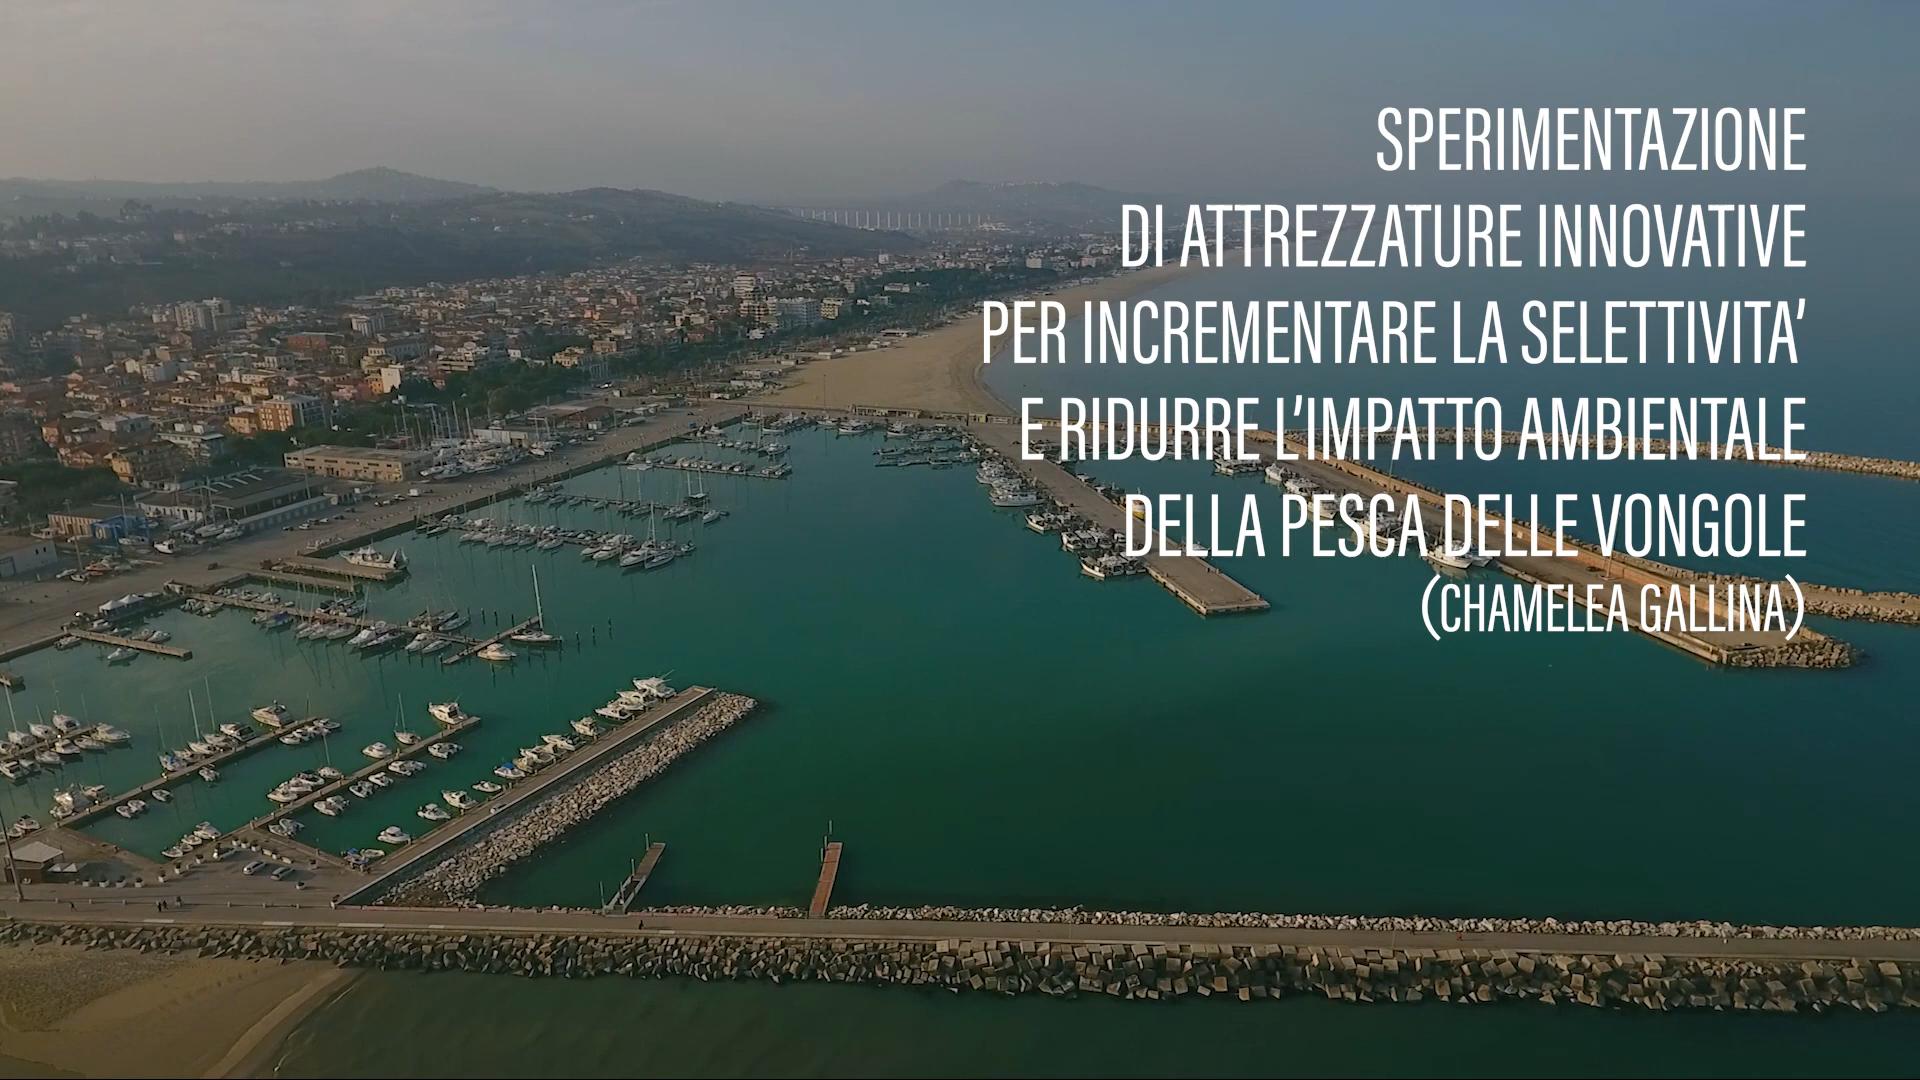 SPERIMENTAZIONE
DI ATTREZZATURE INNOVATIVE
PER INCREMENTARE LA SELETTIVITA’
E RIDURRE L’IMPATTO AMBIENTALE
DELLA PESCA DELLE VONGOLE
(CHAMELEA GALLINA)